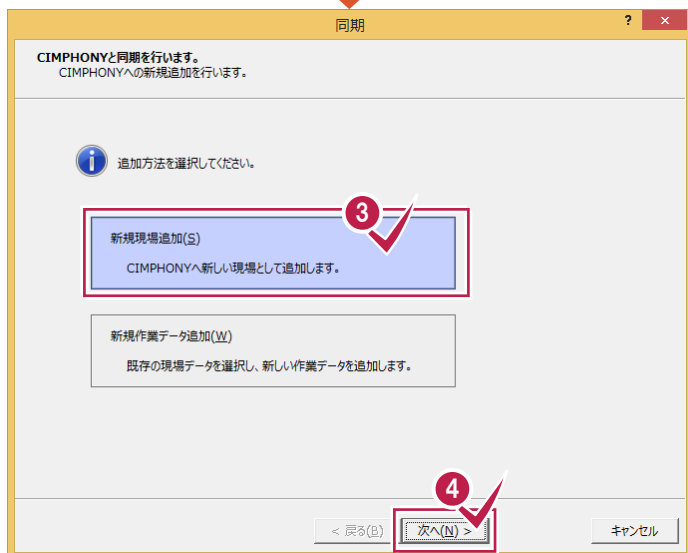 同期
? ×
CIMPHONYと同期を行います。
CIMPHONYへの新規追加を行います。
i 追加方法を選択してください。
3
新規現場追加(S)
CIMPHONYへ新しい現場として追加します。
新規作業データ追加(W)
既存の現場データを選択し、新しい作業データを追加します。
4
< 戻る(B) 次へ(N) > キャンセル